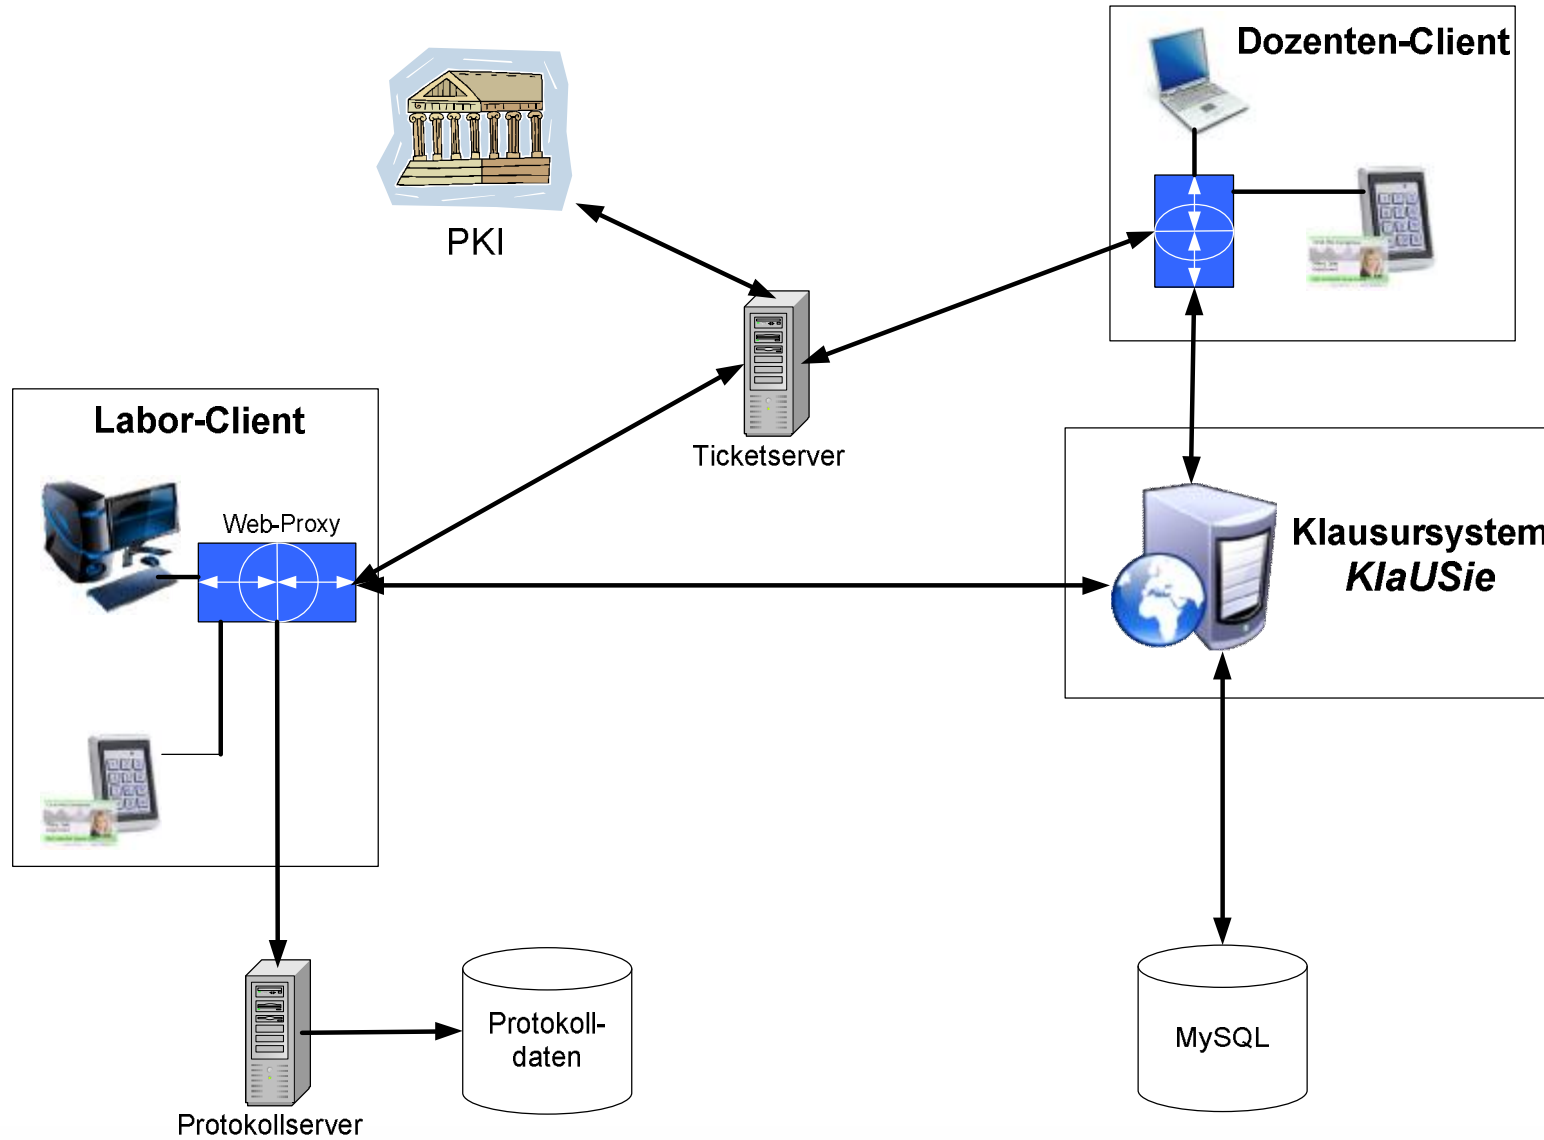 Dozenten-Client
PKI
Ticketserver
Labor-Client
Web-Proxy
Klausursystem
KlaUSie
Protokoll-
daten
MySQL
Protokollserver